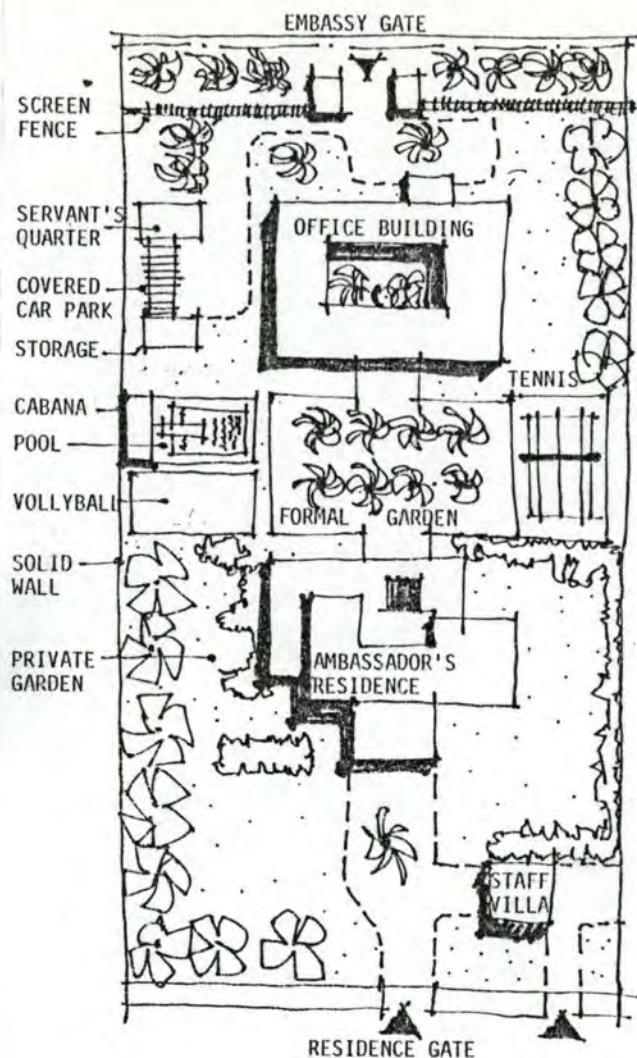 EMBASSY GATE
SCREEN
FENCE
SERVANT'S
QUARTER
OFFICE BUILDING
COVERED
CAR PARK
STORAGE
TENNIS
CABANA
POOL
VOLLYBALL
FORMAL GARDEN
SOLID
WALL
PRIVATE
GARDEN
AMBASSADOR'S
RESIDENCE
STAFF
VILLA
RESIDENCE GATE